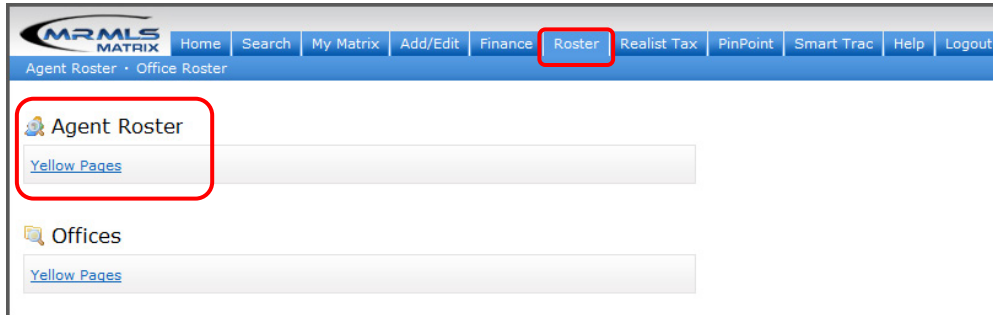 MRMLS
MATRIX
Home Search My Matrix Add/Edit Finance Roster Realist Tax PinPoint Smart Trac Help Logout
Agent Roster · Office Roster
Agent Roster
Yellow Pages
Offices
Yellow Pages